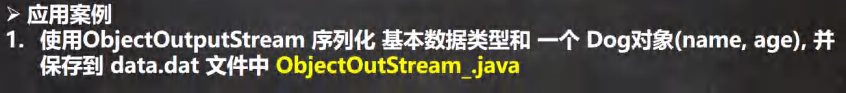 ➢ 应用案例
1. 使用ObjectOutputStream 序列化 基本数据类型和 一个 Dog对象(name, age), 并
保存到 data.dat 文件中 ObjectOutStream_.java